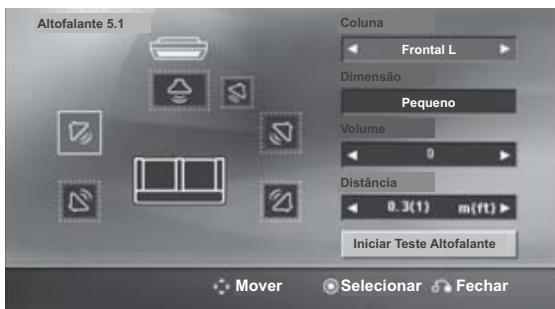 Altofalante 5.1
Coluna
Frontal L
Dimensão
Pequeno
Volume
0
Distância
0.3(1) m(ft)
Iniciar Teste Altofalante
Mover Selecionar Fechar